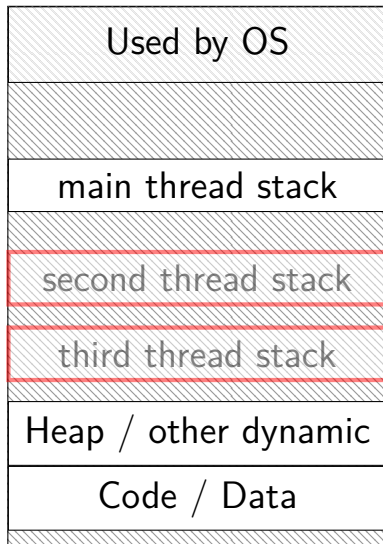 Used by OS
main thread stack
second thread stack
third thread stack
Heap / other dynamic
Code / Data